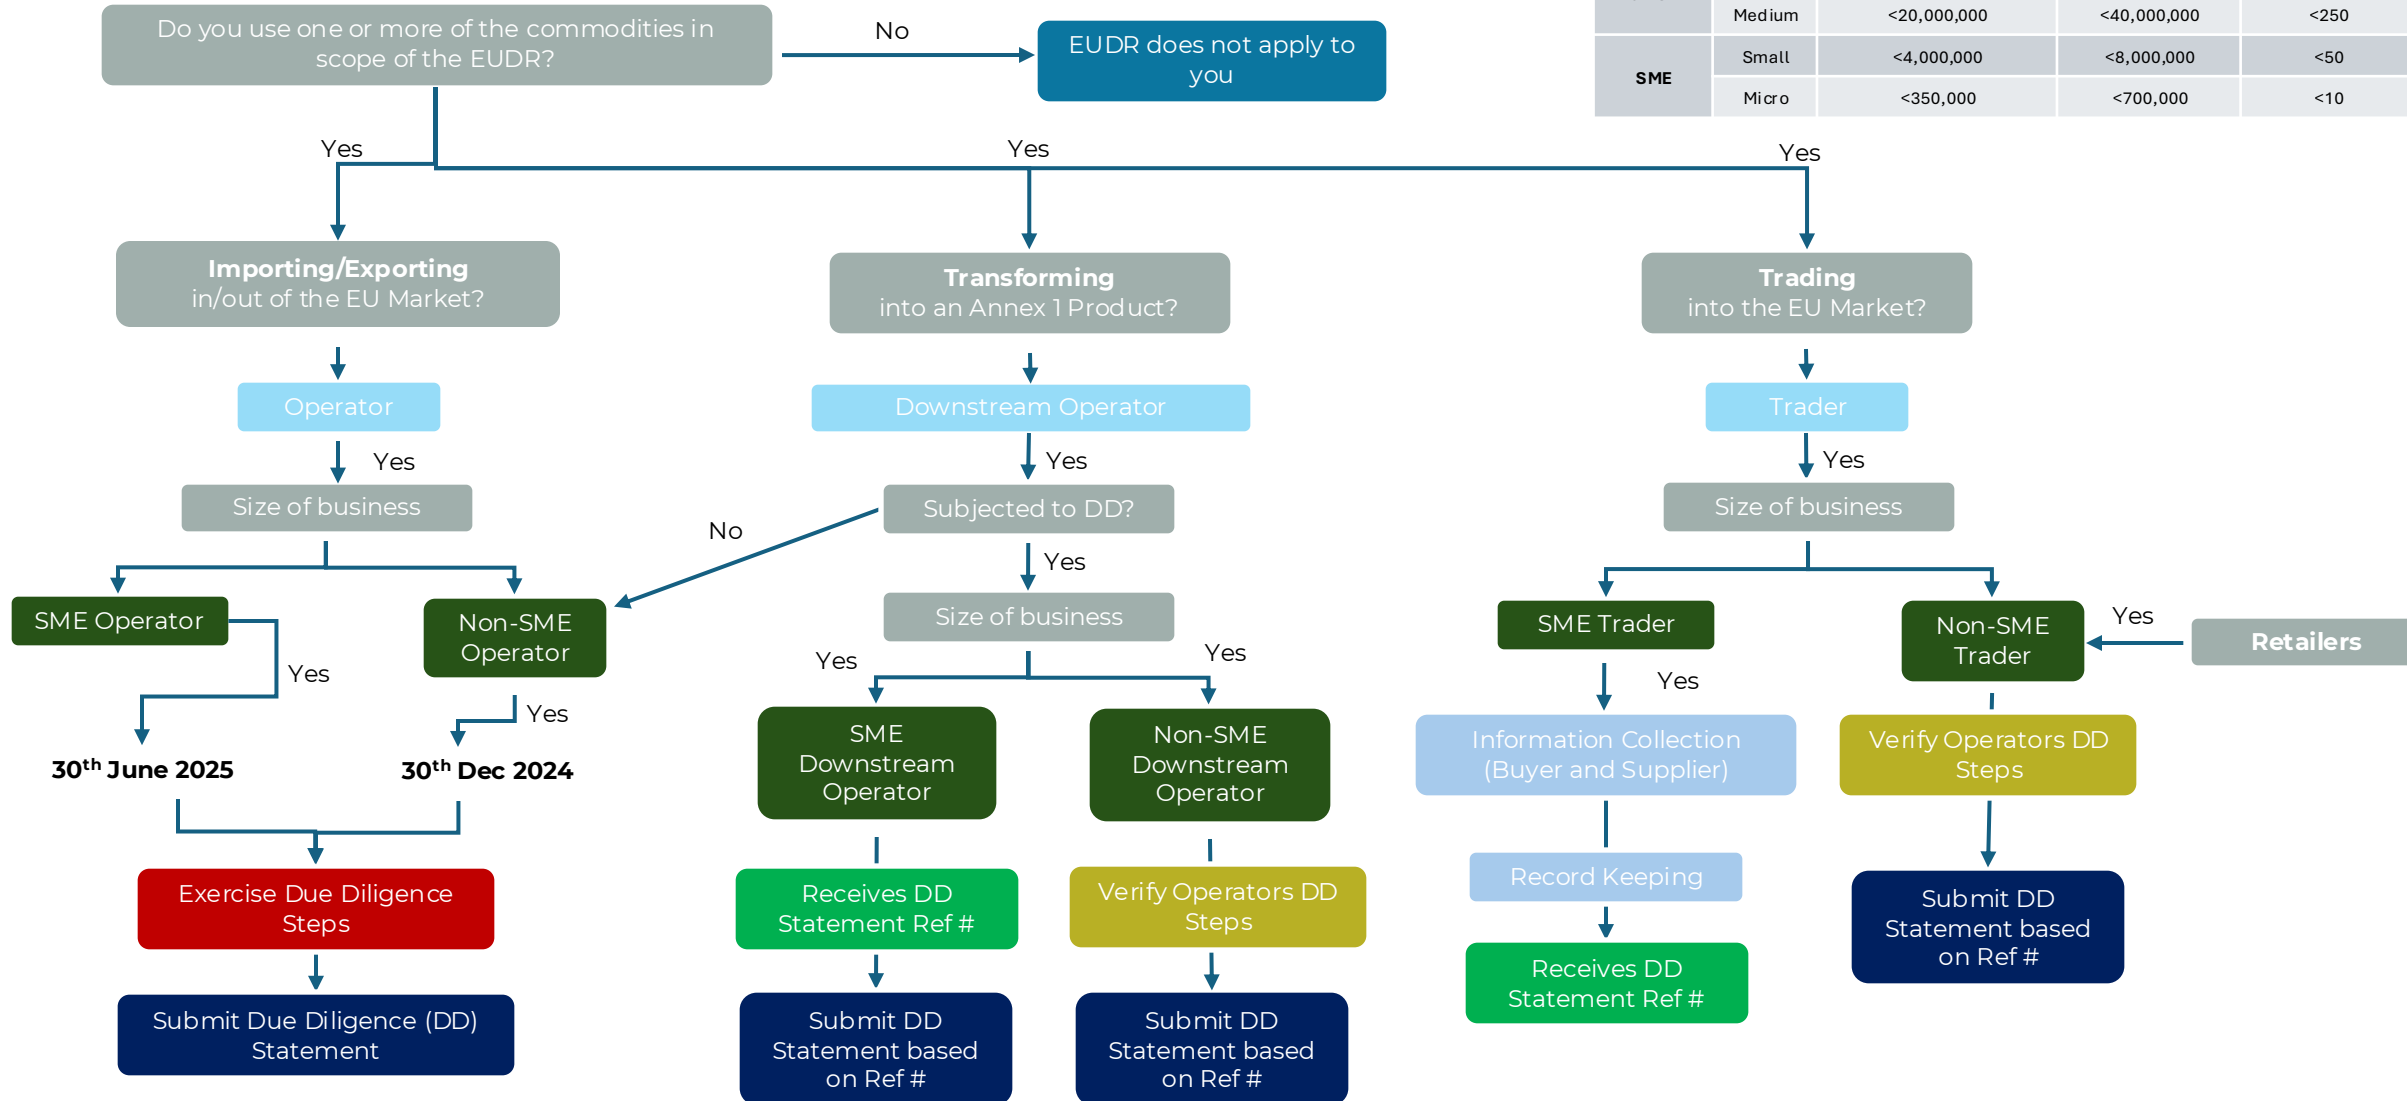 Do you use one or more of the commodities in
scope of the EUDR?
No
EUDR does not apply to
you
Medium <20,000,000 <40,000,000 <250
SME
Small <4,000,000 <8,000,000 <50
Micro <350,000 <700,000 <10
Yes
Yes
Yes
Importing/Exporting
in/out of the EU Market?
Transforming
into an Annex 1 Product?
Trading
into the EU Market?
Operator
Downstream Operator
Trader
Yes
Yes
Yes
Size of business
Subjected to DD?
Size of business
No
Yes
SME Operator
Non-SME
Operator
Size of business
SME Trader
Non-SME
Trader
Yes
Retailers
Yes
Yes
Yes
Yes
Yes
30th June 2025
30th Dec 2024
SME
Downstream
Operator
Non-SME
Downstream
Operator
Information Collection
(Buyer and Supplier)
Verify Operators DD
Steps
Exercise Due Diligence
Steps
Receives DD
Statement Ref #
Verify Operators DD
Steps
Record Keeping
Submit DD
Statement based
on Ref #
Receives DD
Statement Ref #
Submit Due Diligence (DD)
Statement
Submit DD
Statement based
on Ref #
Submit DD
Statement based
on Ref #